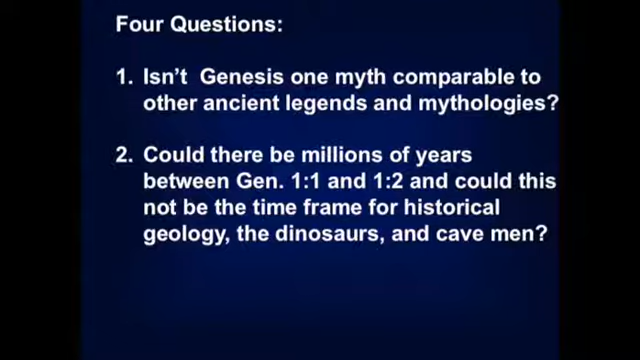 Four Questions:
1. Isn't Genesis one myth comparable to
other ancient legends and mythologies?
2. Could there be millions of years
between Gen. 1:1 and 1:2 and could this
not be the time frame for historical
geology, the dinosaurs, and cave men?